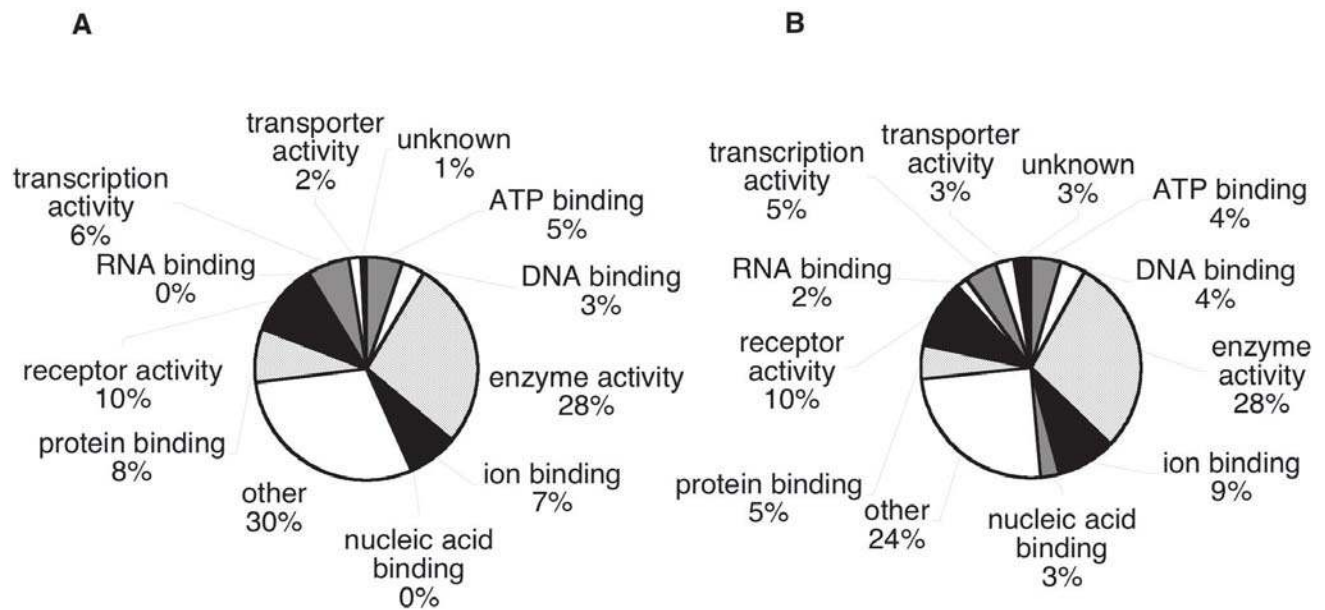 A
transporter
activity
2%
unknown
1%
transcription
activity
6%
ATP binding
5%
RNA binding
0%
DNA binding
3%
receptor activity
10%
enzyme activity
28%
protein binding
8%
ion binding
7%
other
30%
nucleic acid
binding
0%
B
transporter
activity
3%
unknown
3%
transcription
activity
5%
ATP binding
4%
RNA binding
2%
DNA binding
4%
receptor
activity
10%
enzyme
activity
28%
protein binding
5%
ion binding
9%
other
24%
nucleic acid
binding
3%